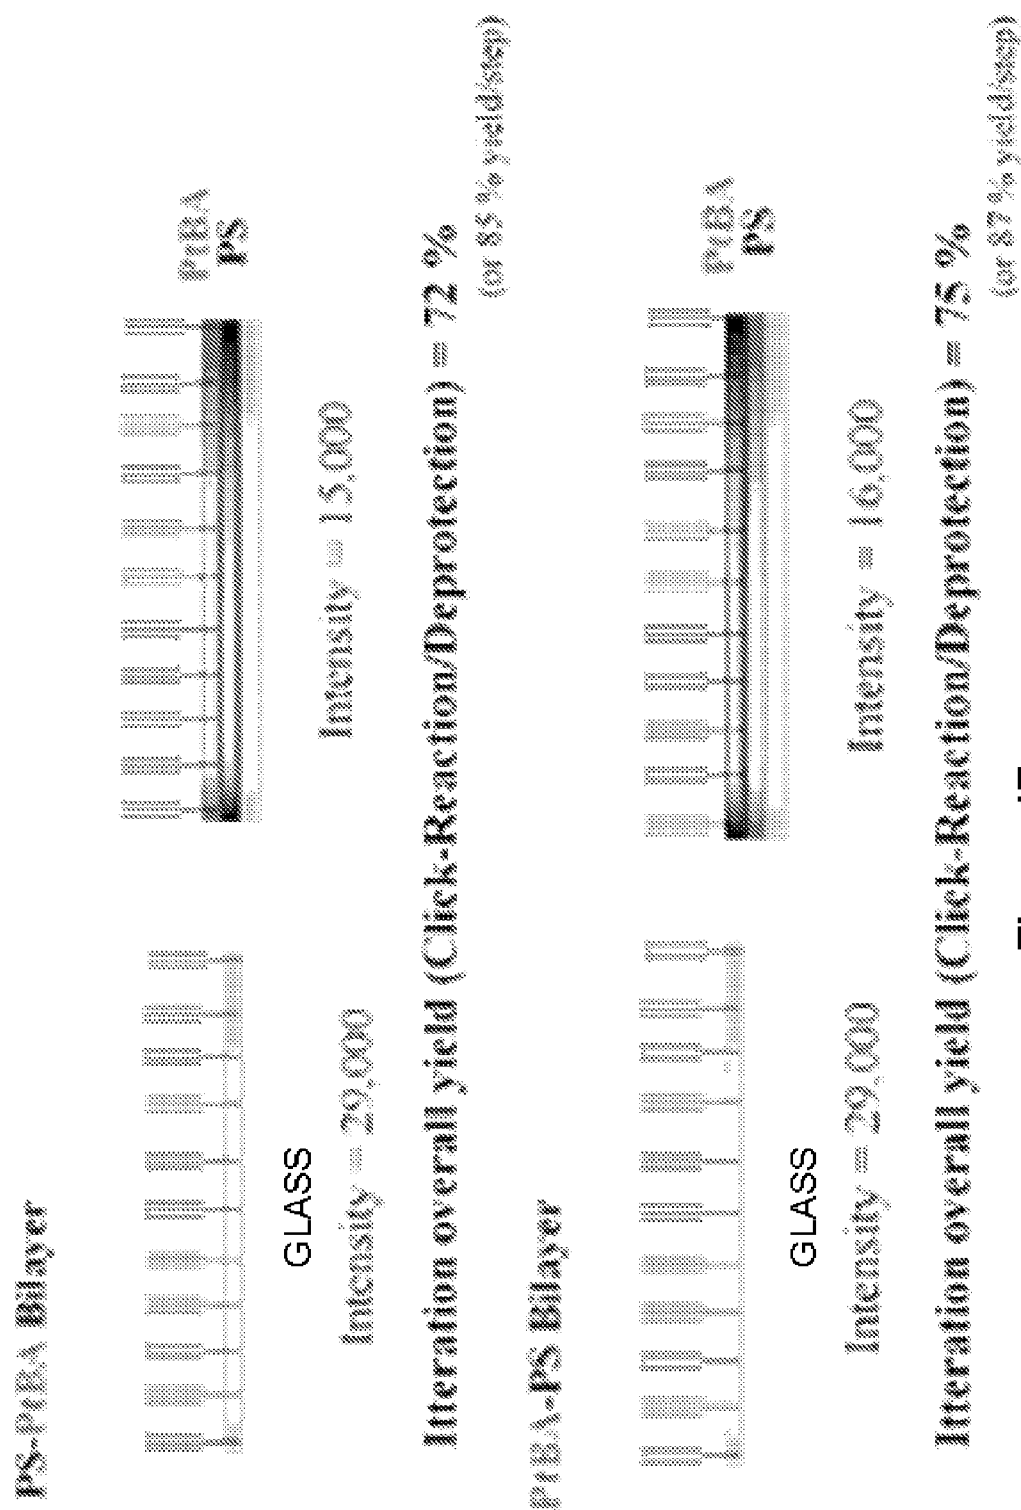 PS-PtBA Bilayer
PtBA
PS
GLASS
Intensity = 29,000
Intensity = 15,000
Itteration overall yield (Click-Reaction/Deprotection) = 72 %
(or 85 % yield/step)
PtBA-PS Bilayer
PtBA
PS
GLASS
Intensity = 29,000
Intensity = 16,000
Itteration overall yield (Click-Reaction/Deprotection) = 75 %
(or 87 % yield/step)